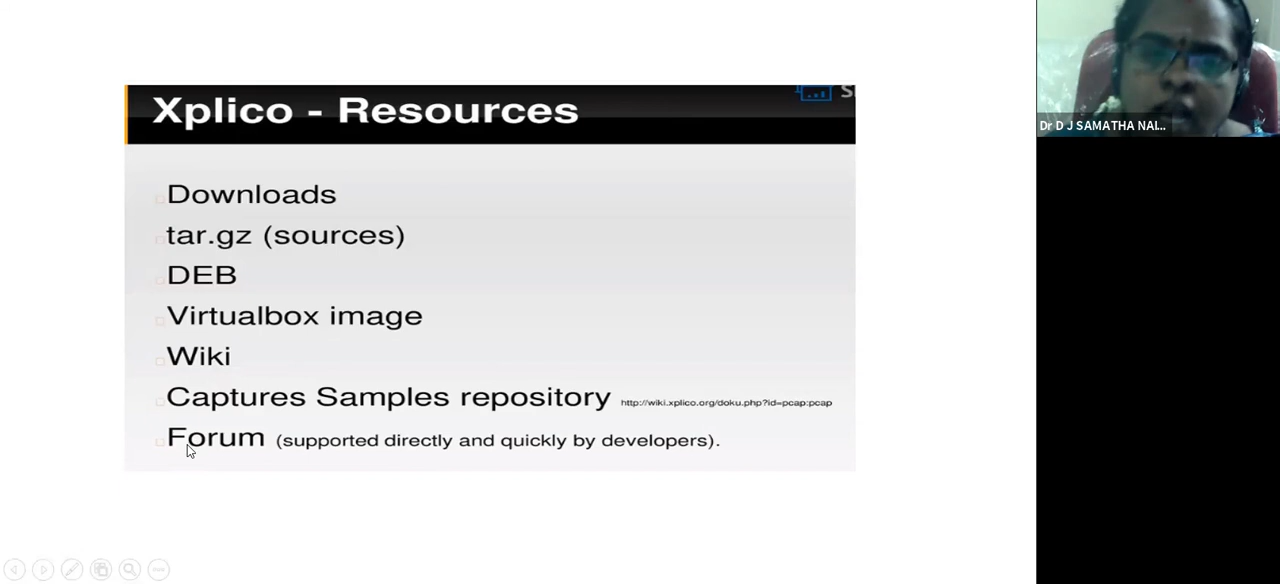 Xplico - Resources
Downloads
tar.gz (sources)
DEB
Virtualbox image
Wiki
Captures Samples repository http://wiki.xplico.org/doku.php?id=pcap:pcap
Forum (supported directly and quickly by developers).
Dr D J SAMATHA NAI...